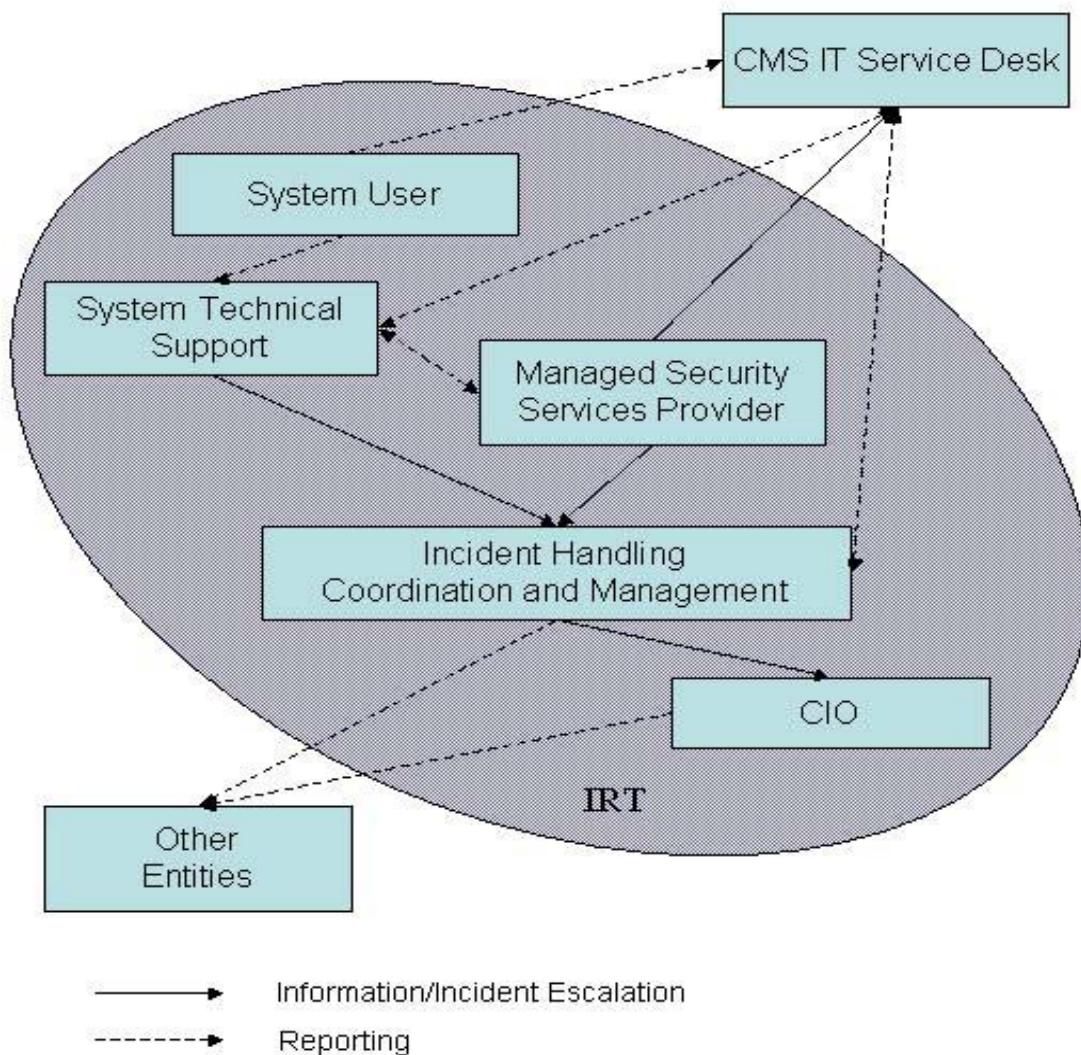 CMS IT Service Desk
System User
System Technical
Support
Managed Security
Services Provider
Incident Handling
Coordination and Management
CIO
IRT
Other
Entities
Information/Incident Escalation
Reporting